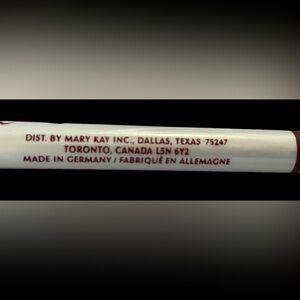 DIST. BY MARY KAY INC., DALLAS, TEXAS 75247
TORONTO, CANADA L5N 6Y2
MADE IN GERMANY / FABRIQUÉ EN ALLEMAGNE